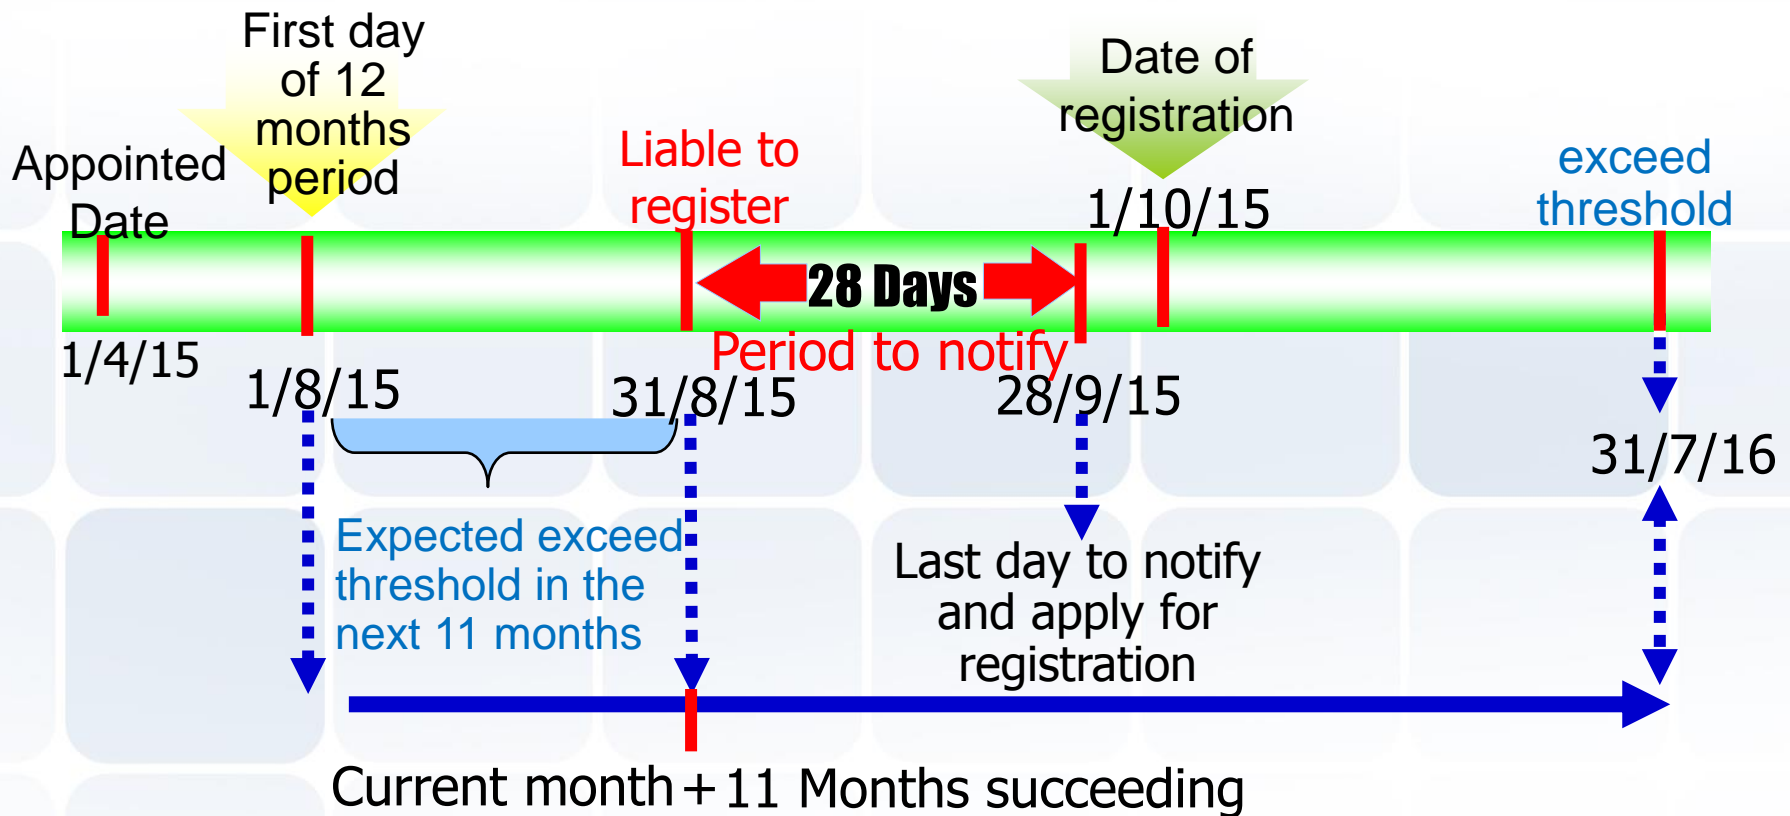 First day
of 12
months
period
Appointed
Date
Liable to
register
Date of
registration
1/10/15
exceed
threshold
28 Days
Period to notify
1/4/15
1/8/15
31/8/15
28/9/15
31/7/16
Expected exceed
threshold in the
next 11 months
Last day to notify
and apply for
registration
Current month + 11 Months succeeding